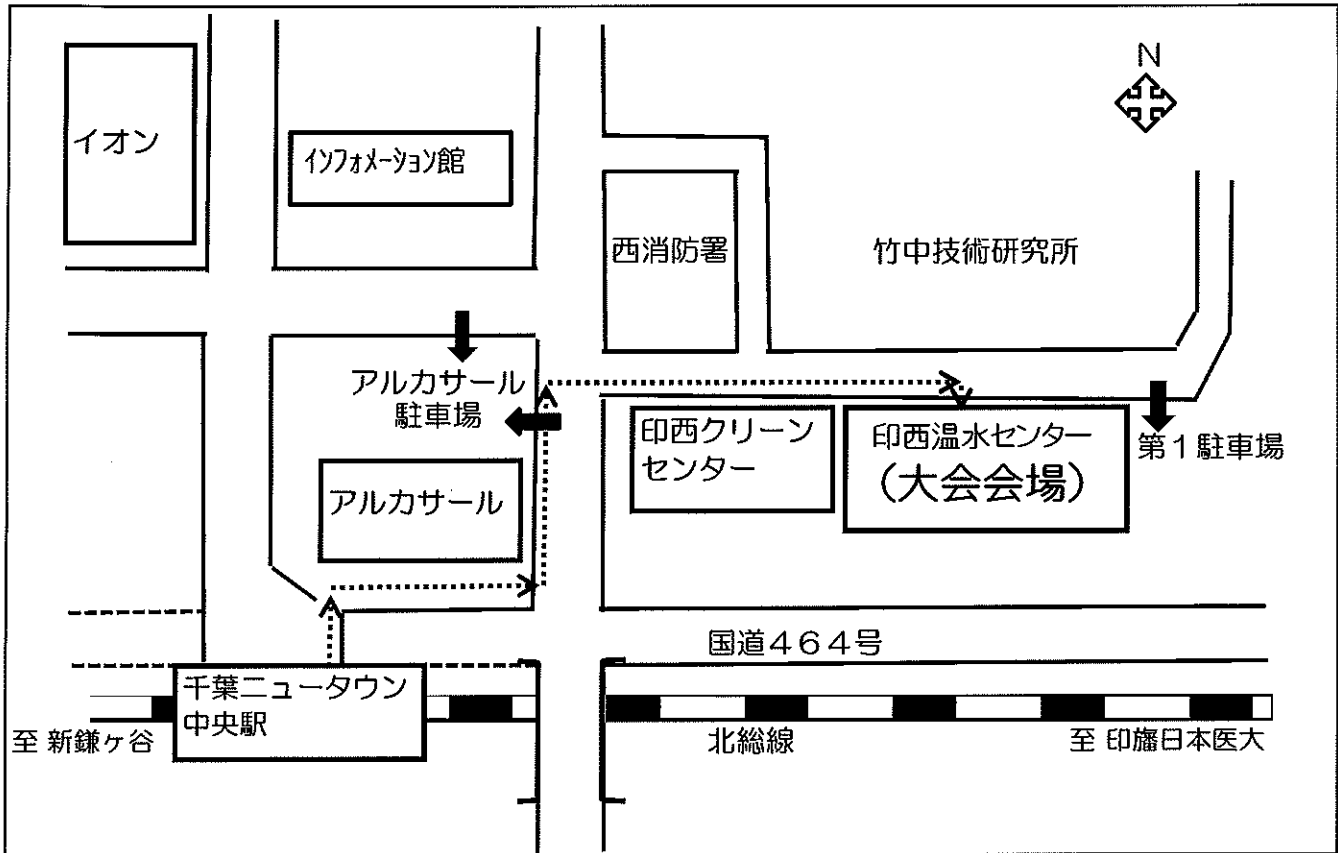 N
イオン
インフォメーション館
西消防署
竹中技術研究所
アルカサール
駐車場
印西クリーン
センター
印西温水センター
(大会会場)
第1駐車場
アルカサール
国道464号
千葉ニュータウン
中央駅
至 新鎌ヶ谷
北総線
至 印旛日本医大